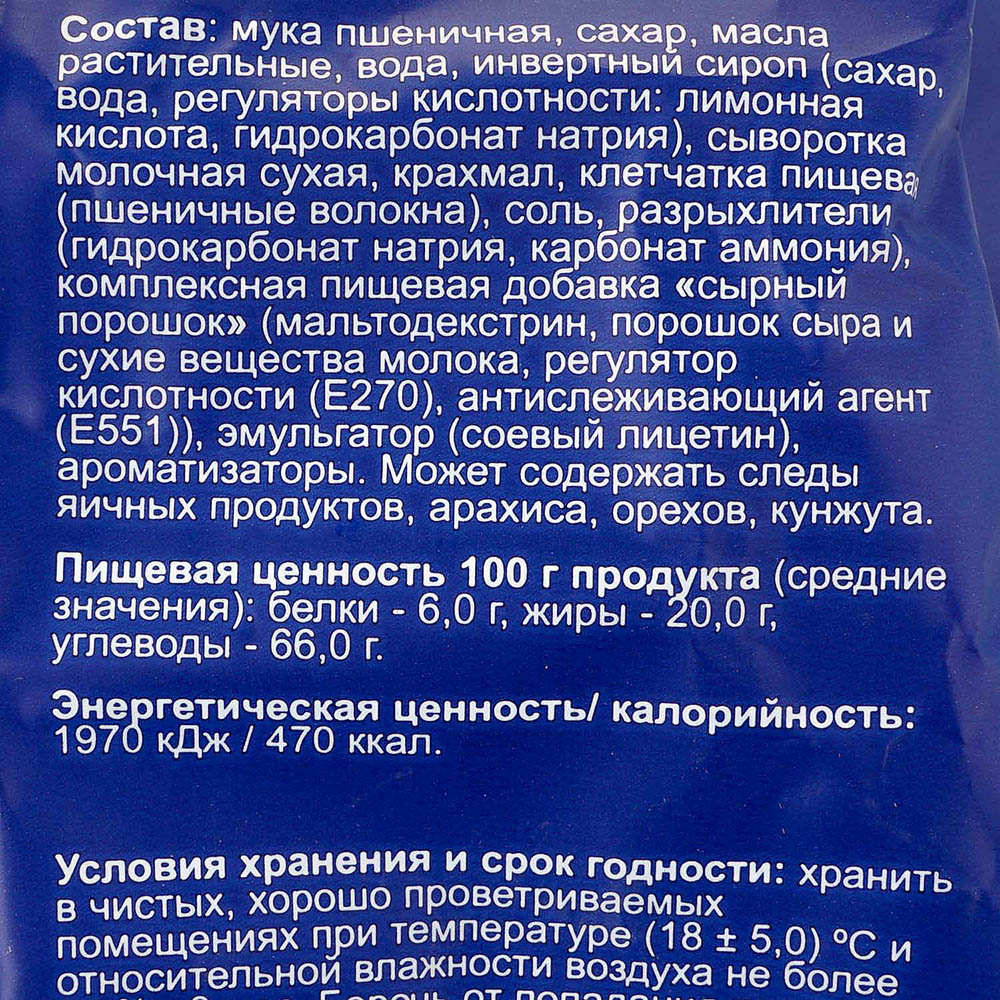 Состав: мука пшеничная, сахар, масла
растительные, вода, инвертный сироп (сахар,
вода, регуляторы кислотности: лимонная
кислота, гидрокарбонат натрия), сыворотка
молочная сухая, крахмал, клетчатка пищевая
(пшеничные волокна), соль, разрыхлители
(гидрокарбонат натрия, карбонат аммония),
комплексная пищевая добавка «сырный
порошок» (мальтодекстрин, порошок сыра и
сухие вещества молока, регулятор
кислотности (Е270), антислеживающий агент
(Е551)), эмульгатор (соевый лицетин),
ароматизаторы. Может содержать следы
яичных продуктов, арахиса, орехов, кунжута.
Пищевая ценность 100 г продукта (средние
значения): белки - 6,0 г, жиры - 20,0 г,
углеводы - 66,0 г.
Энергетическая ценность/ калорийность:
1970 кДж / 470 ккал.
Условия хранения и срок годности: хранить
в чистых, хорошо проветриваемых
помещениях при температуре (18 ± 5,0) ºС и
относительной влажности воздуха не более